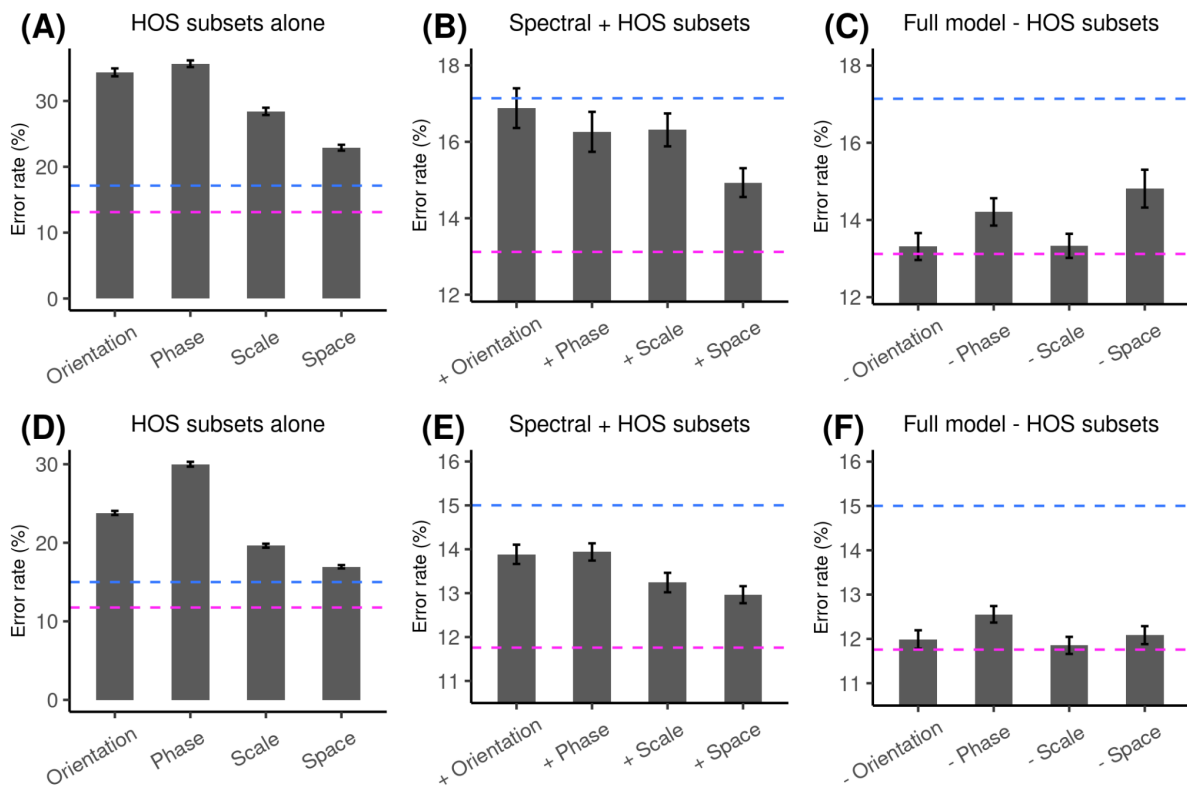 (A) HOS subsets alone
Error rate (%)
30
20
10
0
Orientation
Phase
Scale
Space
(B) Spectral + HOS subsets
Error rate (%)
18
16
14
12
+ Orientation
+ Phase
+ Scale
+ Space
(C) Full model - HOS subsets
Error rate (%)
18
16
14
12
- Orientation
- Phase
- Scale
- Space
(D) HOS subsets alone
Error rate (%)
30
20
10
0
Orientation
Phase
Scale
Space
(E) Spectral + HOS subsets
Error rate (%)
16
15
14
13
12
11
+ Orientation
+ Phase
+ Scale
+ Space
(F) Full model - HOS subsets
Error rate (%)
16
15
14
13
12
11
- Orientation
- Phase
- Scale
- Space